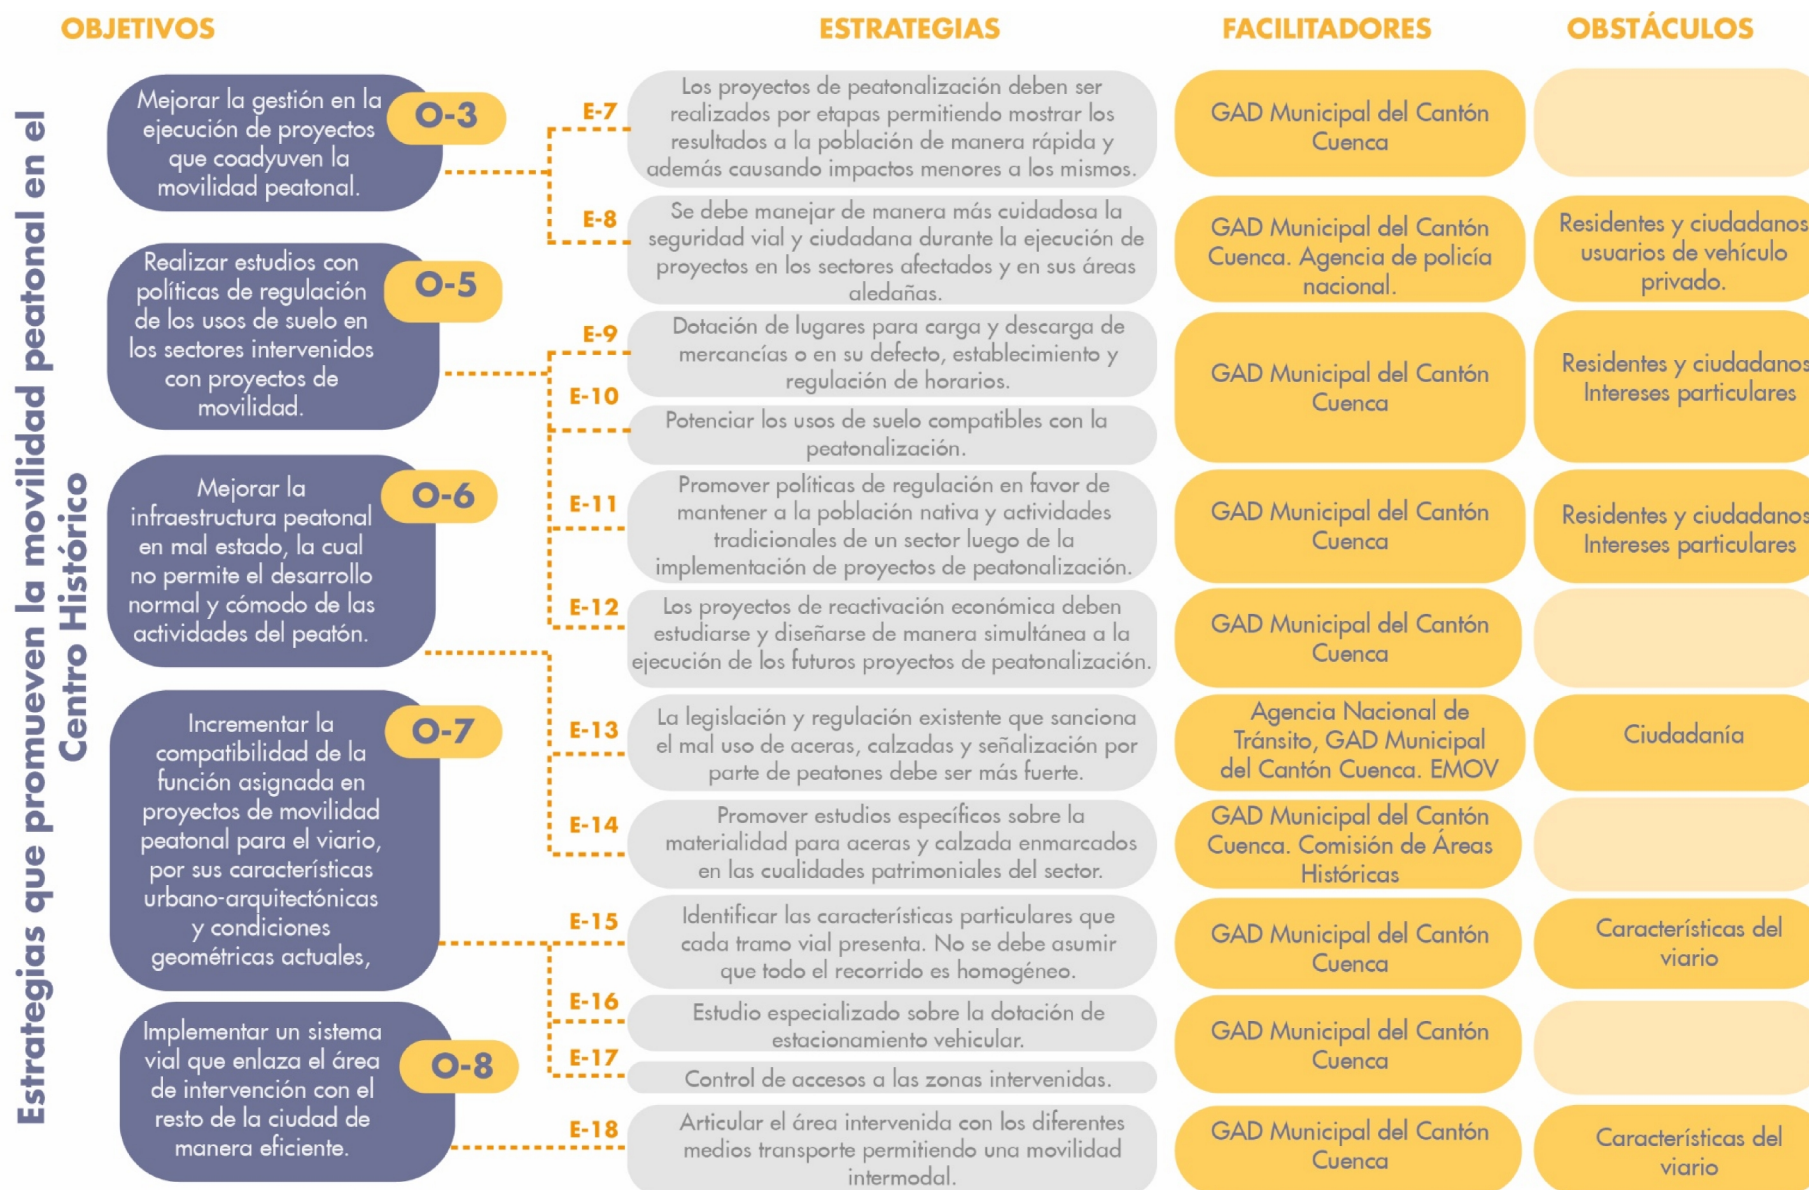 OBJETIVOS
ESTRATEGIAS
FACILITADORES
OBSTÁCULOS
Estrategias que promueven la movilidad peatonal en el
Centro Histórico
Mejorar la gestión en la
ejecución de proyectos
que coadyuven la
movilidad peatonal.
O-3
E-7
Los proyectos de peatonalización deben ser
realizados por etapas permitiendo mostrar los
resultados a la población de manera rápida y
además causando impactos menores a los mismos.
GAD Municipal del Cantón
Cuenca
E-8
Se debe manejar de manera más cuidadosa la
seguridad vial y ciudadana durante la ejecución de
proyectos en los sectores afectados y en sus áreas
aledañas.
GAD Municipal del Cantón
Cuenca. Agencia de policía
nacional.
Residentes y ciudadanos
usuarios de vehículo
privado.
Realizar estudios con
políticas de regulación
de los usos de suelo en
los sectores intervenidos
con proyectos de
movilidad.
O-5
E-9
Dotación de lugares para carga y descarga de
mercancías o en su defecto, establecimiento y
regulación de horarios.
E-10
Potenciar los usos de suelo compatibles con la
peatonalización.
GAD Municipal del Cantón
Cuenca
Residentes y ciudadanos
Intereses particulares
E-11
Promover políticas de regulación en favor de
mantener a la población nativa y actividades
tradicionales de un sector luego de la
implementación de proyectos de peatonalización.
GAD Municipal del Cantón
Cuenca
Residentes y ciudadanos
Intereses particulares
E-12
Los proyectos de reactivación económica deben
estudiarse y diseñarse de manera simultánea a la
ejecución de los futuros proyectos de peatonalización.
GAD Municipal del Cantón
Cuenca
Mejorar la
infraestructura peatonal
en mal estado, la cual
no permite el desarrollo
normal y cómodo de las
actividades del peatón.
O-6
E-13
La legislación y regulación existente que sanciona
el mal uso de aceras, calzadas y señalización por
parte de peatones debe ser más fuerte.
Agencia Nacional de
Tránsito, GAD Municipal
del Cantón Cuenca. EMOV
Ciudadanía
E-14
Promover estudios específicos sobre la
materialidad para aceras y calzada enmarcados
en las cualidades patrimoniales del sector.
GAD Municipal del Cantón
Cuenca. Comisión de Áreas
Históricas
Incrementar la
compatibilidad de la
función asignada en
proyectos de movilidad
peatonal para el viario,
por sus características
urbano-arquitectónicas
y condiciones
geométricas actuales,
O-7
E-15
Identificar las características particulares que
cada tramo vial presenta. No se debe asumir
que todo el recorrido es homogéneo.
GAD Municipal del Cantón
Cuenca
Características del
viario
E-16
Estudio especializado sobre la dotación de
estacionamiento vehicular.
E-17
Control de accesos a las zonas intervenidas.
GAD Municipal del Cantón
Cuenca
Implementar un sistema
vial que enlaza el área
de intervención con el
resto de la ciudad de
manera eficiente.
O-8
E-18
Articular el área intervenida con los diferentes
medios transporte permitiendo una movilidad
intermodal.
GAD Municipal del Cantón
Cuenca
Características del
viario